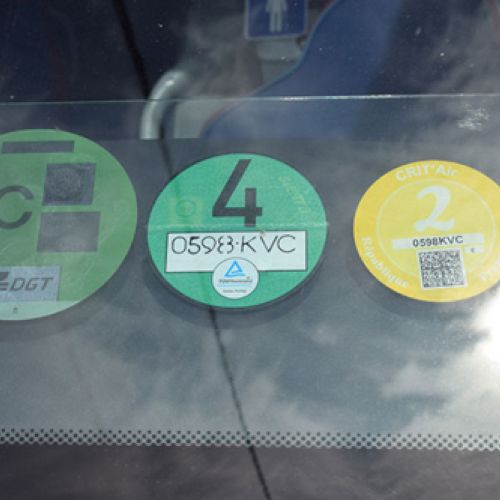 C
DGT
4
0598·KVC
CRIT'Air
2
0598KVC
République